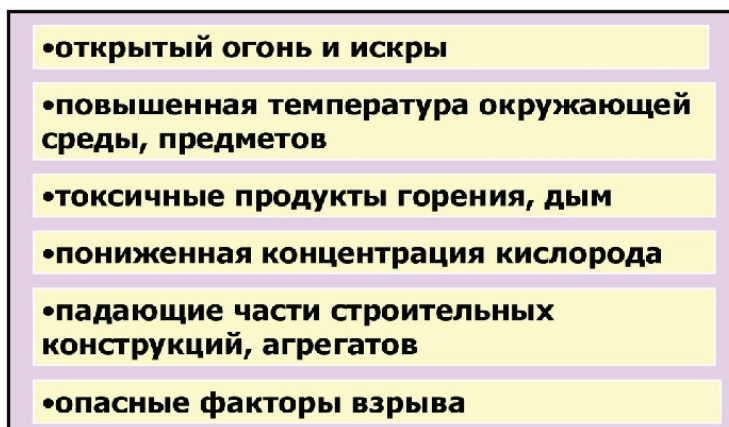 •открытый огонь и искры
•повышенная температура окружающей
среды, предметов
•токсичные продукты горения, дым
•пониженная концентрация кислорода
•падающие части строительных
конструкций, агрегатов
•опасные факторы взрыва